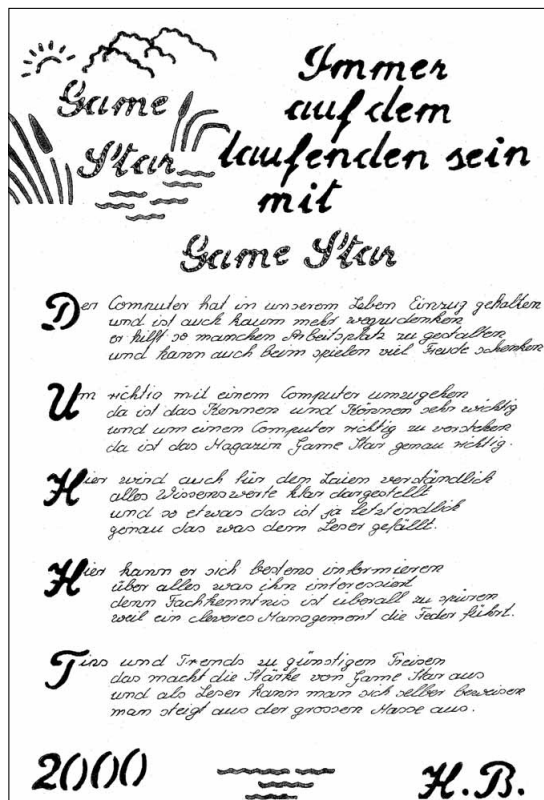 Game
Star
Immer
auf dem
laufenden sein
mit
Game Star
Der Computer hat in unserem Leben Einzug gehalten
und ist auch kaum mehr wegzudenken
er hilft so manchen Arbeitsplatz zu gestalten
und kann auch beim spielen viel Freude schenken
Um richtig mit einem Computer umzugehen
da ist das Kennen und Können sehr wichtig
und um einen Computer richtig zu verstehen
da ist das Magazin Game Star genau richtig.
Hier wird auch für den Laien verständlich
alles Wissenswerte klar dargestellt
und so etwas das ist ja letztendlich
genau das was dem Leser gefällt.
Hier kann er sich bestens informieren
über alles was ihn interessiert
denn Fachkenntnis ist überall zu spüren
weil ein cleveres Management die Feder führt.
Tips und Trends zu günstigen Preisen
das macht die Stärke von Game Star aus
und als Leser kann man sich selber beweisen
man steigt aus der grossen Masse aus.
2000
H.B.